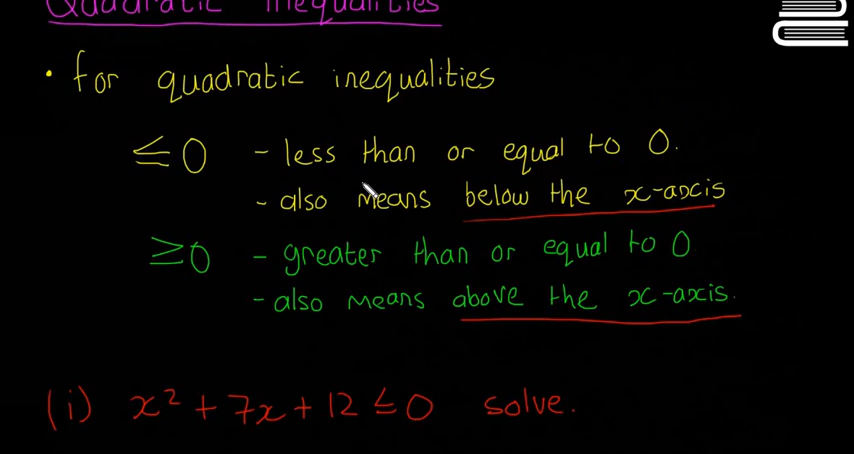 Quadratic Inequalities
• for quadratic inequalities
≤0 - less than or equal to 0.
- also means below the x-axis
≥0 - greater than or equal to 0
- also means above the x-axis.
(i) x² + 7x + 12 ≤ 0 solve.